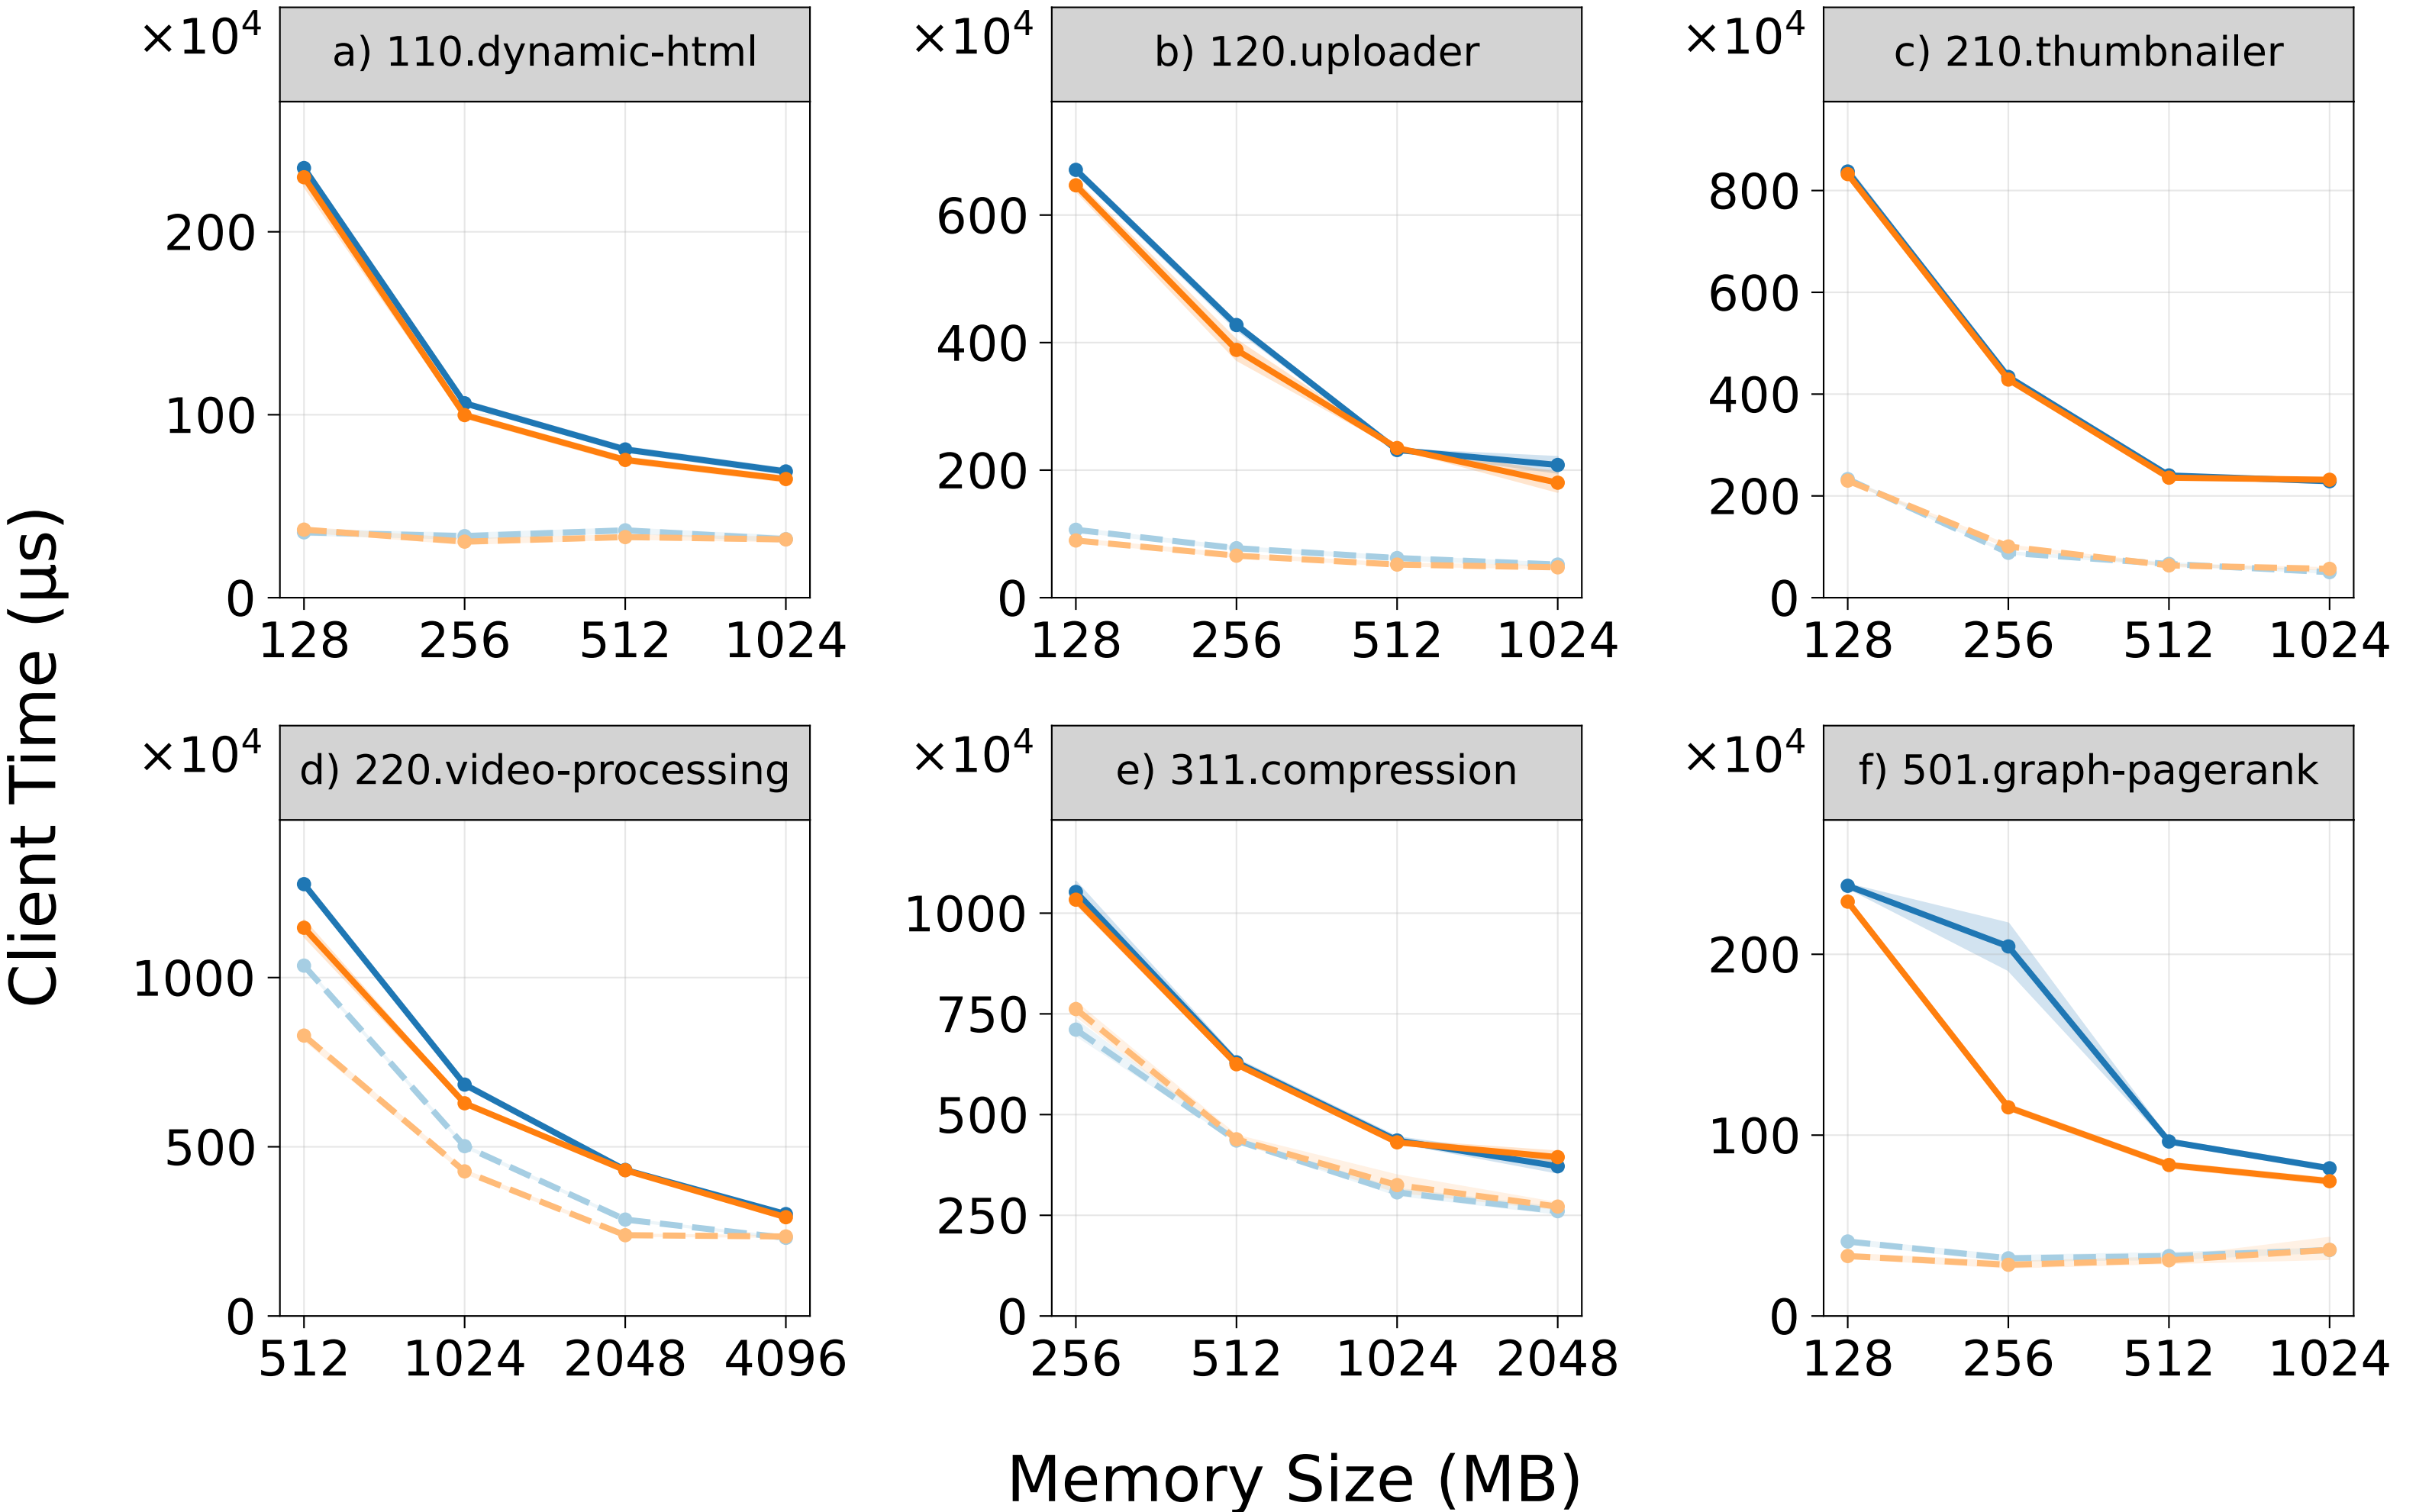 Client Time (µs)
×10⁴
a) 110.dynamic-html
200
100
0
128 256 512 1024
×10⁴
b) 120.uploader
600
400
200
0
128 256 512 1024
×10⁴
c) 210.thumbnailer
800
600
400
200
0
128 256 512 1024
×10⁴
d) 220.video-processing
1000
500
0
512 1024 2048 4096
×10⁴
e) 311.compression
1000
750
500
250
0
256 512 1024 2048
×10⁴
f) 501.graph-pagerank
200
100
0
128 256 512 1024
Memory Size (MB)